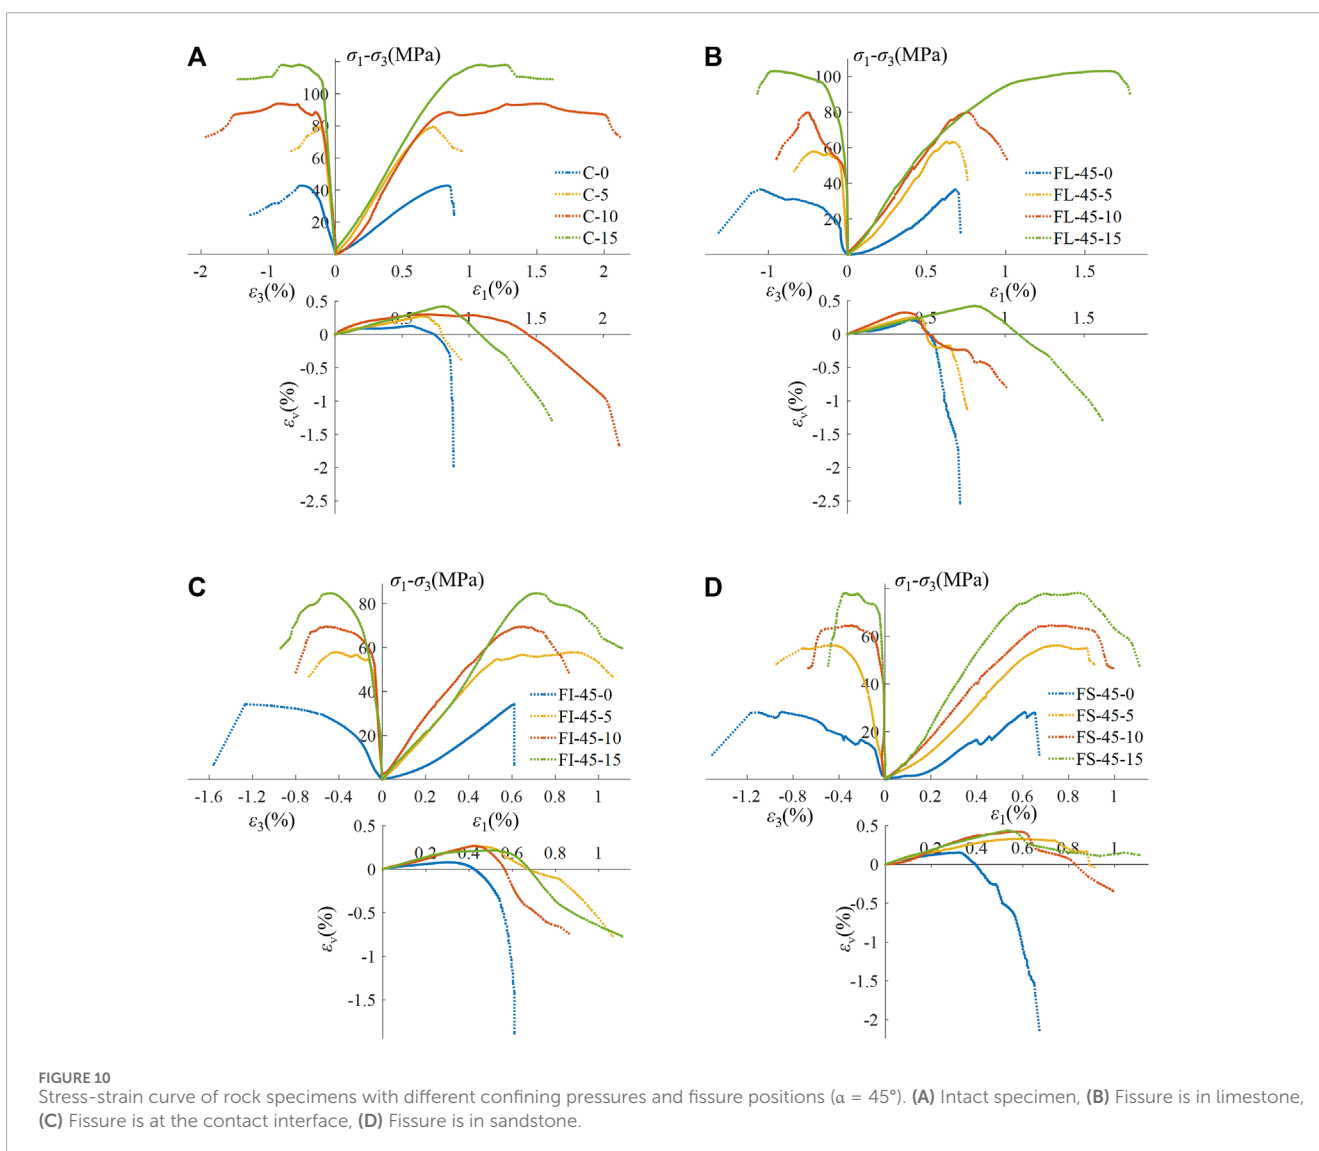 A
σ1-σ3(MPa)
100
80
60
40
20
C-0
C-5
C-10
C-15
-2 -1 0 0.5 1 1.5 2
ε3(%) ε1(%)
0.5
0.5 1 1.5 2
0
-0.5
-1
-1.5
-2
-2.5
εv(%)
B
σ1-σ3(MPa)
100
80
60
40
20
FL-45-0
FL-45-5
FL-45-10
FL-45-15
-1 0 0.5 1 1.5
ε3(%) ε1(%)
0.5
0.5 1 1.5
0
-0.5
-1
-1.5
-2
-2.5
εv(%)
C
σ1-σ3(MPa)
80
60
40
20
FI-45-0
FI-45-5
FI-45-10
FI-45-15
-1.6 -1.2 -0.8 -0.4 0 0.2 0.4 0.6 0.8 1
ε3(%) ε1(%)
0.5
0.2 0.4 0.6 0.8 1
0
-0.5
-1
-1.5
εv(%)
D
σ1-σ3(MPa)
60
40
20
FS-45-0
FS-45-5
FS-45-10
FS-45-15
-1.2 -0.8 -0.4 0 0.2 0.4 0.6 0.8 1
ε3(%) ε1(%)
0.5
0.2 0.4 0.6 0.8 1
0
-0.5
-1
-1.5
-2
εv(%)
FIGURE 10
Stress-strain curve of rock specimens with different confining pressures and fissure positions (α = 45°). (A) Intact specimen, (B) Fissure is in limestone,
(C) Fissure is at the contact interface, (D) Fissure is in sandstone.